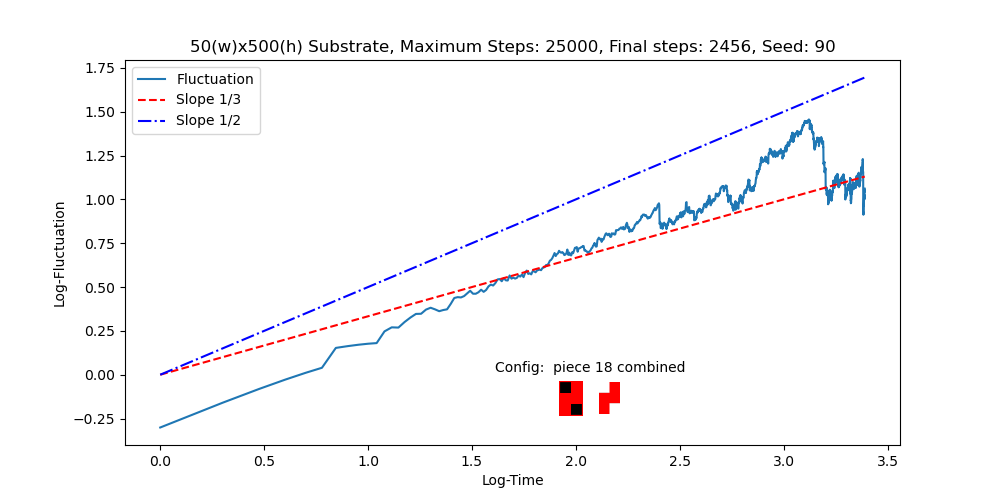 50(w)x500(h) Substrate, Maximum Steps: 25000, Final steps: 2456, Seed: 90
Fluctuation
Slope 1/3
Slope 1/2
Log-Fluctuation
1.75
1.50
1.25
1.00
0.75
0.50
0.25
0.00
−0.25
Config:  piece 18 combined
0.0 0.5 1.0 1.5 2.0 2.5 3.0 3.5
Log-Time